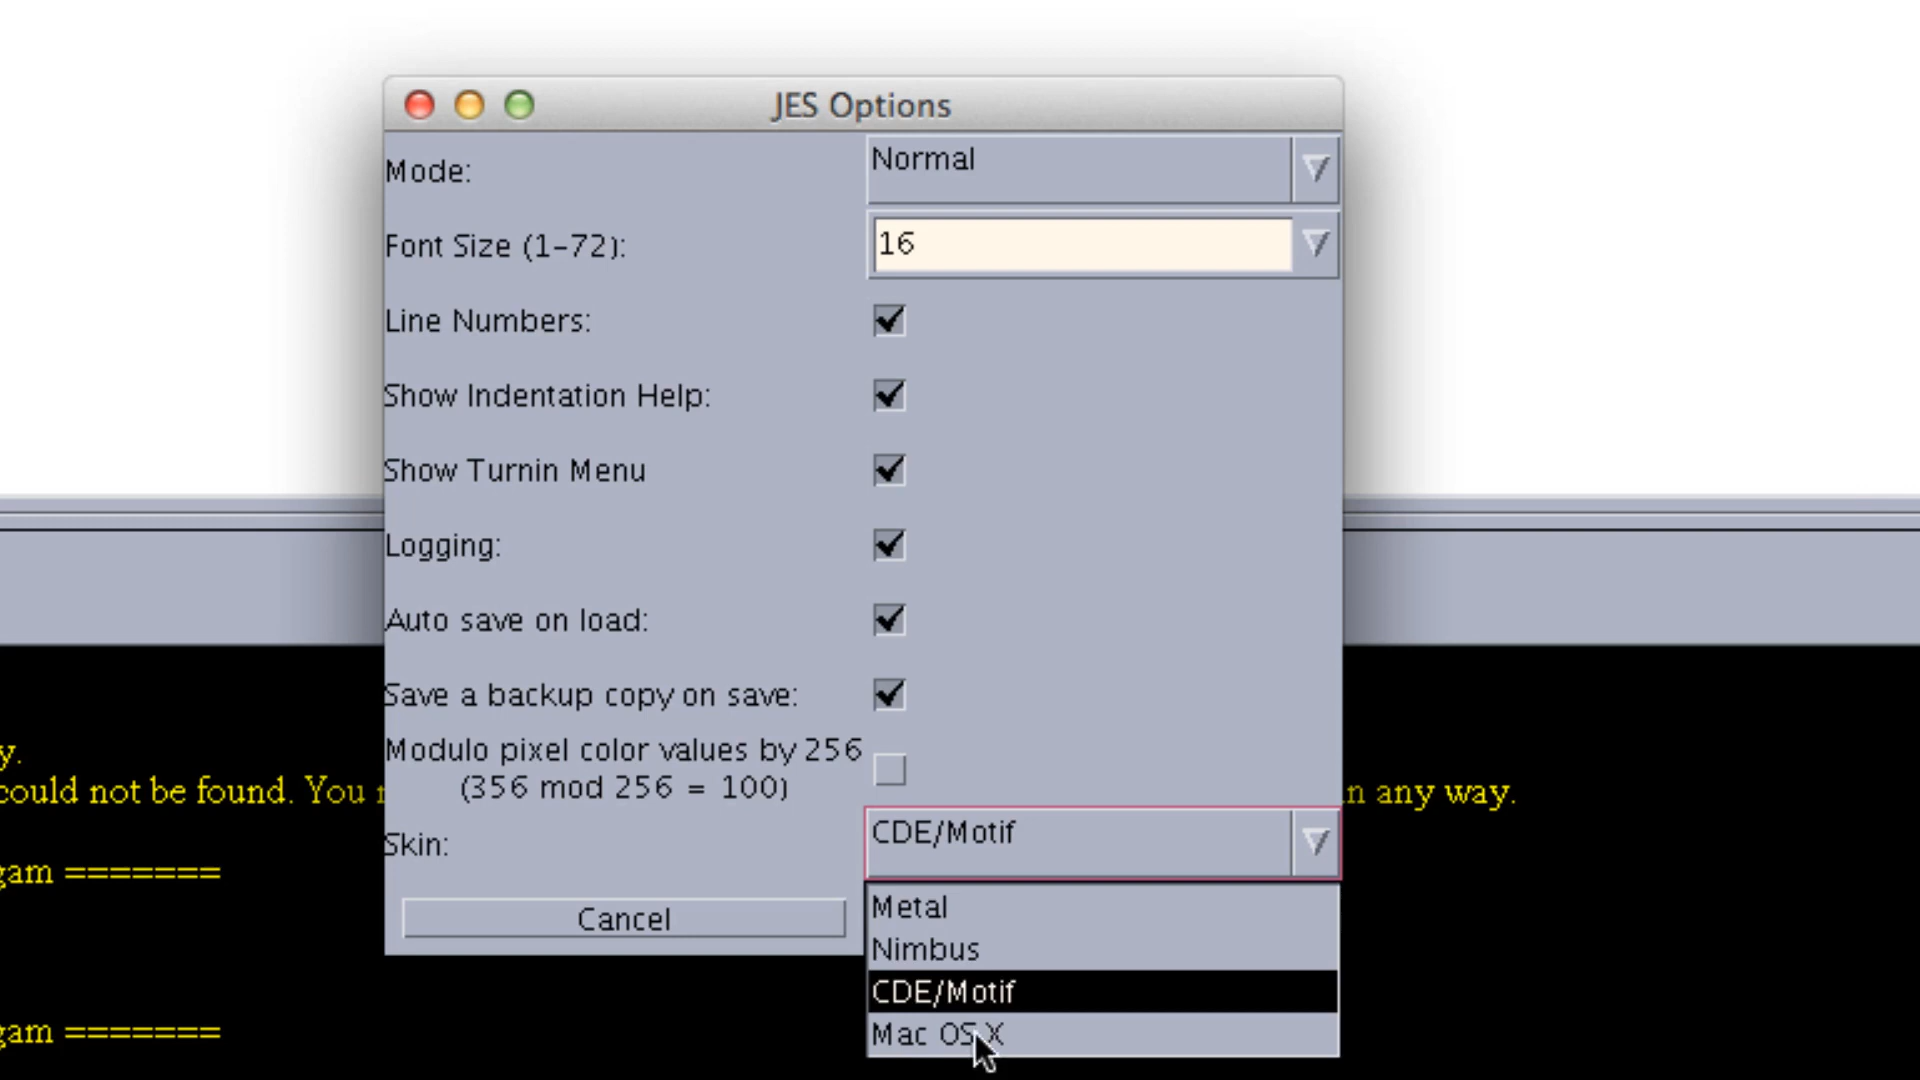 JES Options
Mode:
Normal
Font Size (1-72):
16
Line Numbers:
Show Indentation Help:
Show Turnin Menu
Logging:
Auto save on load:
Save a backup copy on save:
Modulo pixel color values by 256
(356 mod 256 = 100)
Skin:
CDE/Motif
Metal
Nimbus
CDE/Motif
Mac OS X
Cancel
y.
could not be found. You
n any way.
gam =======
gam =======